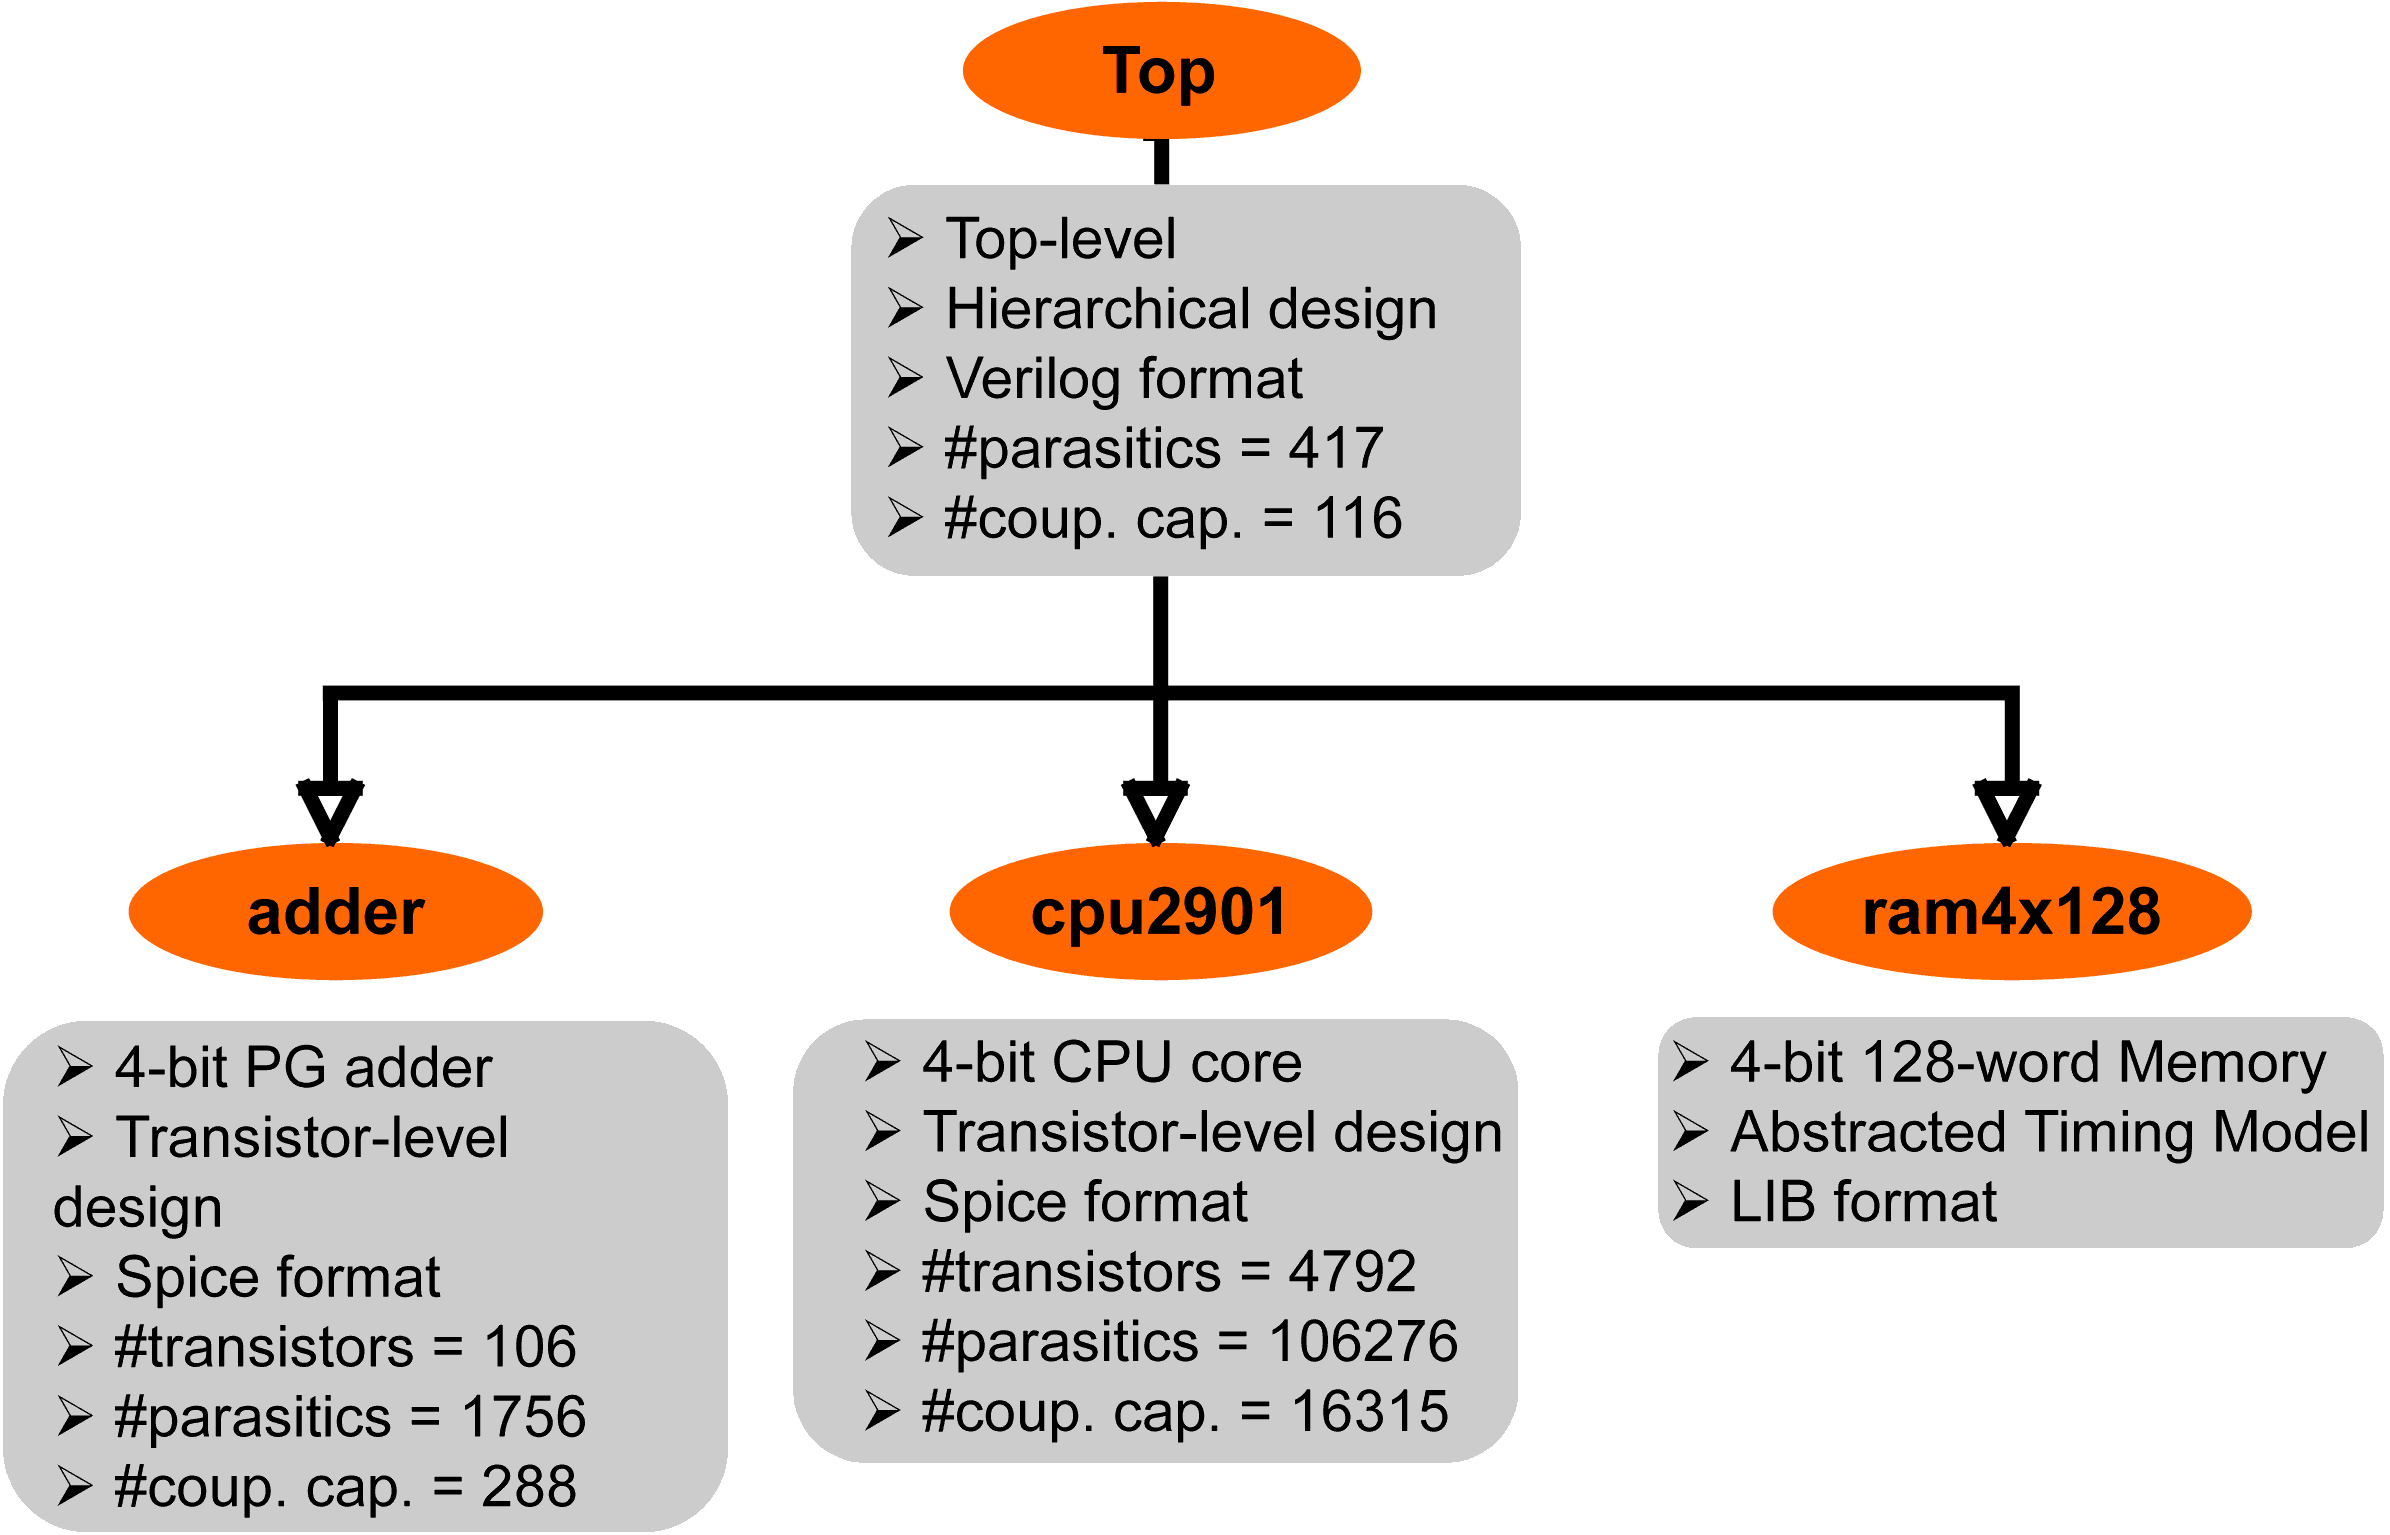 Top
➢ Top-level
➢ Hierarchical design
➢ Verilog format
➢ #parasitics = 417
➢ #coup. cap. = 116
adder
➢ 4-bit PG adder
➢ Transistor-level
design
➢ Spice format
➢ #transistors = 106
➢ #parasitics = 1756
➢ #coup. cap. = 288
cpu2901
➢ 4-bit CPU core
➢ Transistor-level design
➢ Spice format
➢ #transistors = 4792
➢ #parasitics = 106276
➢ #coup. cap. = 16315
ram4x128
➢ 4-bit 128-word Memory
➢ Abstracted Timing Model
➢ LIB format